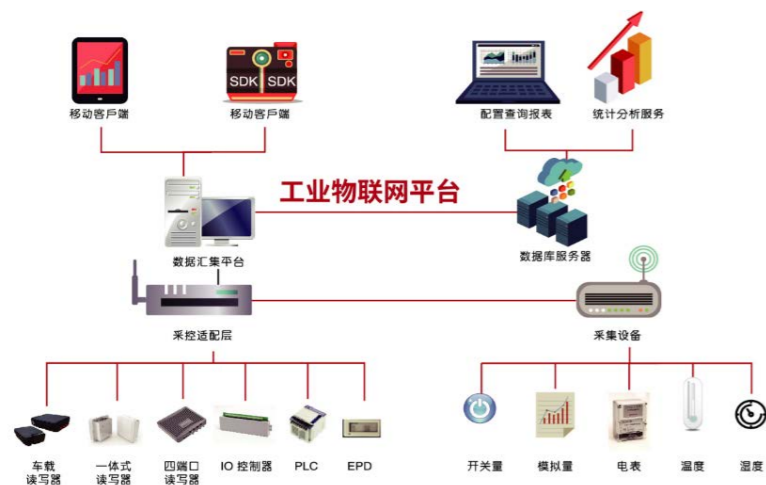 SDK SDK
移动客户端
移动客户端
配置查询报表
统计分析服务
工业物联网平台
数据汇集平台
数据库服务器
采控适配层
采集设备
车载
读写器
一体式
读写器
四端口
读写器
IO 控制器
PLC
EPD
开关量
模拟量
电表
温度
湿度